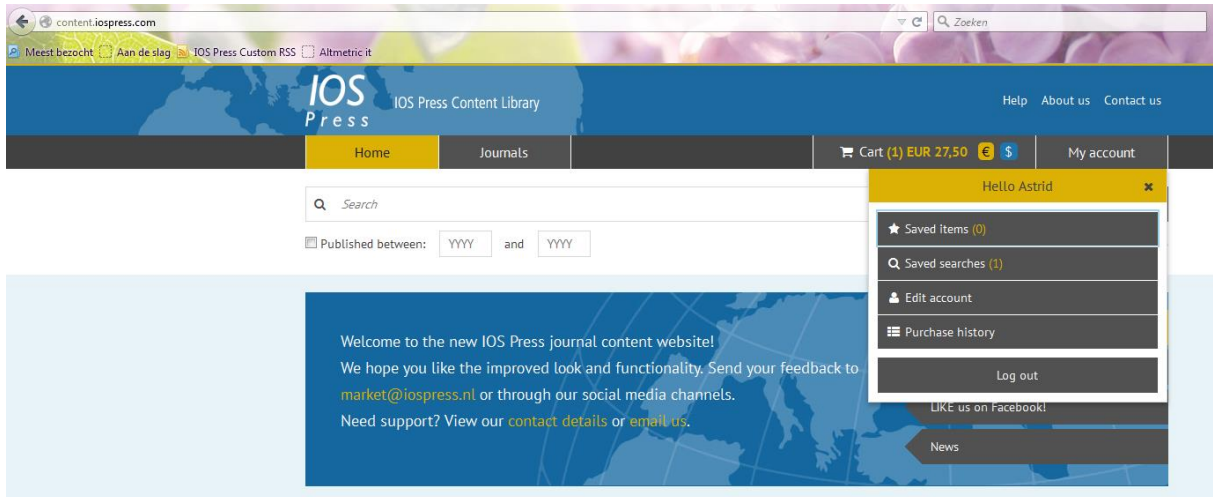 content.iospress.com
Zoeken
Meest bezocht Aan de slag IOS Press Custom RSS Altmetric it
IOS
Press
IOS Press Content Library
Help About us Contact us
Home Journals Cart (1) EUR 27,50 € $ My account
Hello Astrid
Search
Published between: YYYY and YYYY
Saved items (0)
Saved searches (1)
Edit account
Purchase history
Log out
Welcome to the new IOS Press journal content website!
We hope you like the improved look and functionality. Send your feedback to
market@iospress.nl or through our social media channels.
Need support? View our contact details or email us.
LIKE us on Facebook!
News